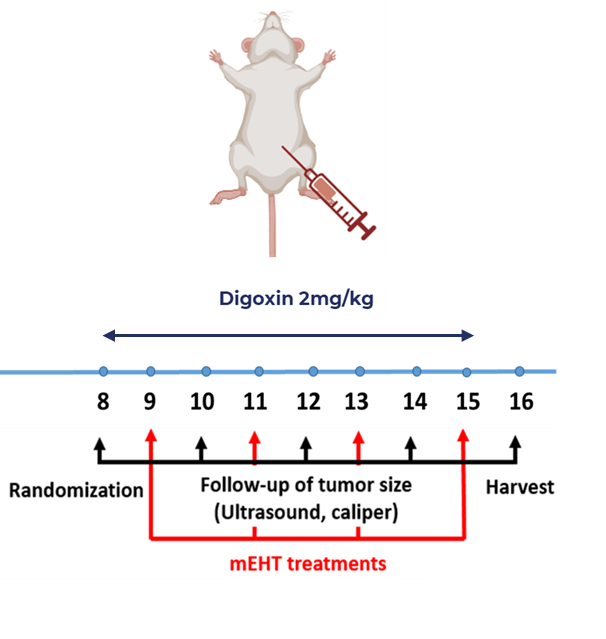 Digoxin 2mg/kg
8 9 10 11 12 13 14 15 16
Randomization
Follow-up of tumor size
(Ultrasound, caliper)
Harvest
mEHT treatments